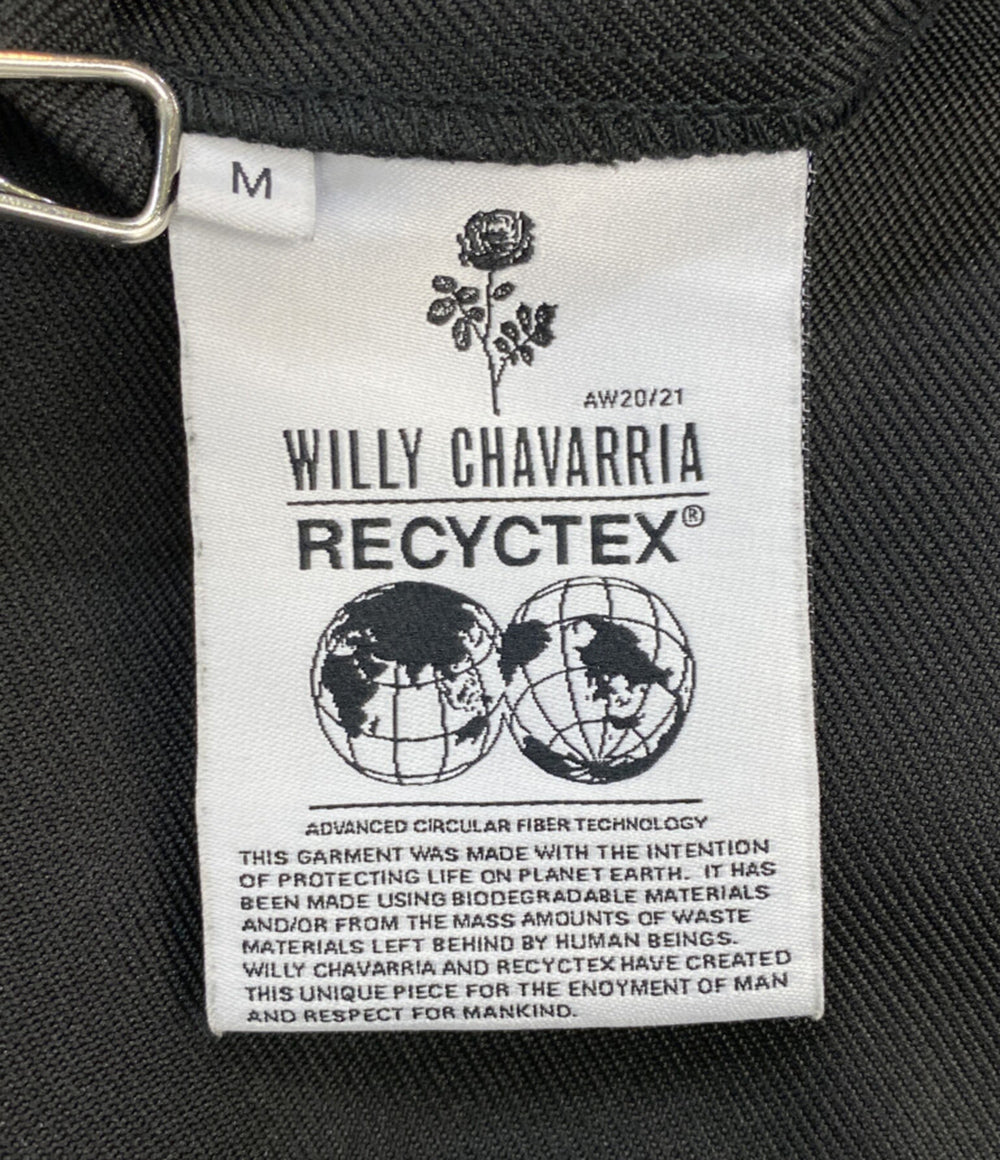 M
AW20/21
WILLY CHAVARRIA
RECYCTEX®
ADVANCED CIRCULAR FIBER TECHNOLOGY
THIS GARMENT WAS MADE WITH THE INTENTION
OF PROTECTING LIFE ON PLANET EARTH. IT HAS
BEEN MADE USING BIODEGRADABLE MATERIALS
AND/OR FROM THE MASS AMOUNTS OF WASTE
MATERIALS LEFT BEHIND BY HUMAN BEINGS.
WILLY CHAVARRIA AND RECYCTEX HAVE CREATED
THIS UNIQUE PIECE FOR THE ENOYMENT OF MAN
AND RESPECT FOR MANKIND.